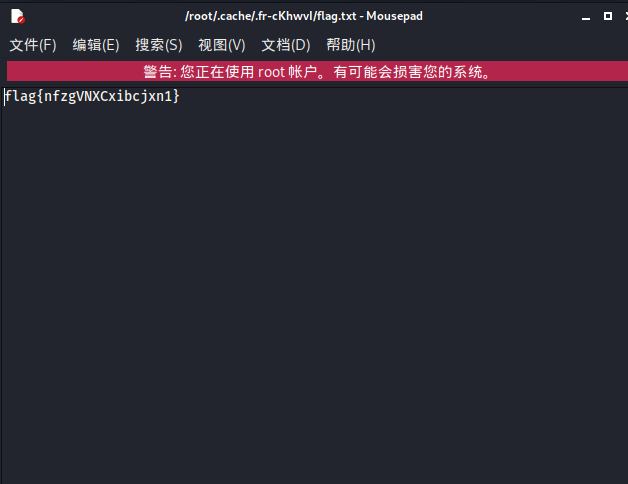 /root/.cache/.fr-cKhwvI/flag.txt - Mousepad
文件(F) 编辑(E) 搜索(S) 视图(V) 文档(D) 帮助(H)
警告: 您正在使用 root 帐户。有可能会损害您的系统。
flag{nfzgVNXCxibcjxn1}